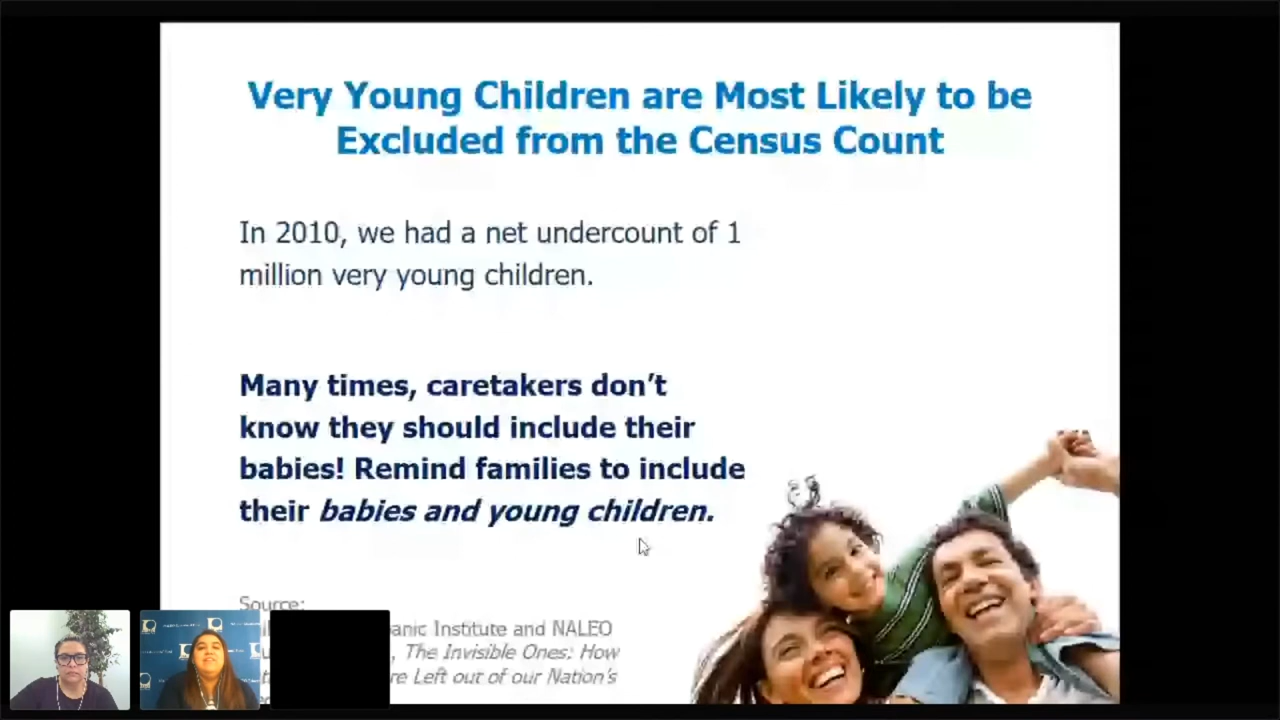 Very Young Children are Most Likely to be
Excluded from the Census Count
In 2010, we had a net undercount of 1
million very young children.
Many times, caretakers don't
know they should include their
babies! Remind families to include
their babies and young children.
Source:
Institute and NALEO
, The Invisible Ones: How
Left out of our Nation's